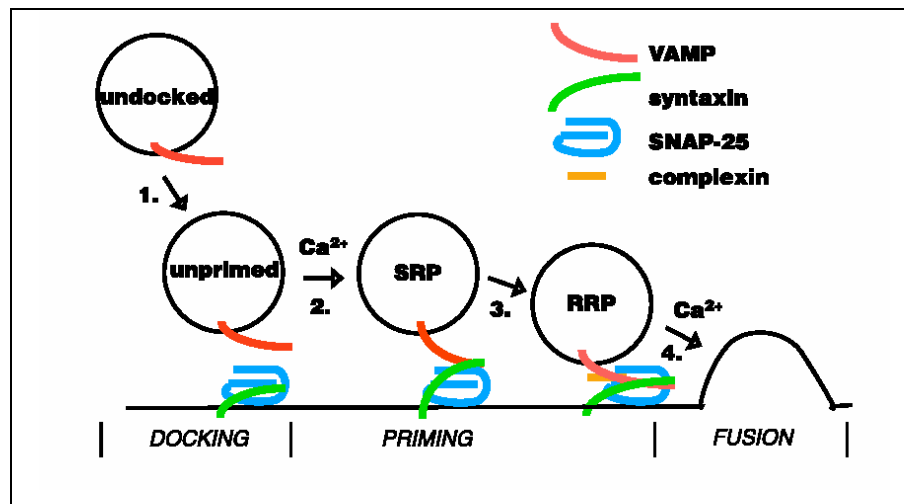 undocked
VAMP
syntaxin
SNAP-25
complexin
1.
unprimed
Ca²⁺
2.
SRP
3.
RRP
Ca²⁺
4.
DOCKING
PRIMING
FUSION